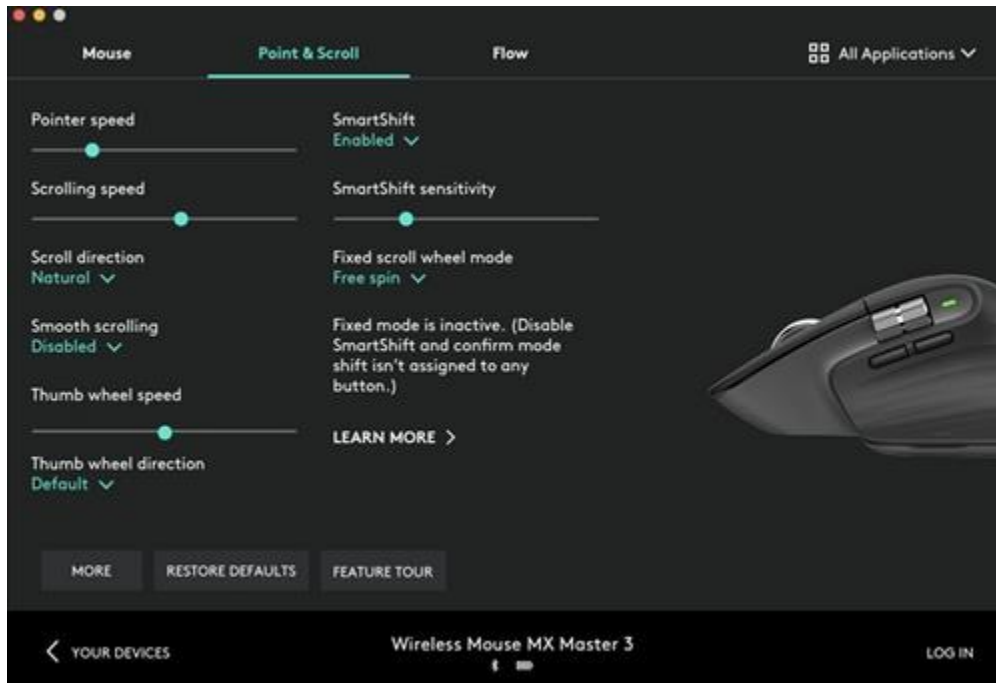 Mouse
Point & Scroll
Flow
All Applications
Pointer speed
Scrolling speed
Scroll direction
Natural
Smooth scrolling
Disabled
Thumb wheel speed
Thumb wheel direction
Default
SmartShift
Enabled
SmartShift sensitivity
Fixed scroll wheel mode
Free spin
Fixed mode is inactive. (Disable
SmartShift and confirm mode
shift isn't assigned to any
button.)
LEARN MORE
MORE
RESTORE DEFAULTS
FEATURE TOUR
YOUR DEVICES
Wireless Mouse MX Master 3
LOG IN